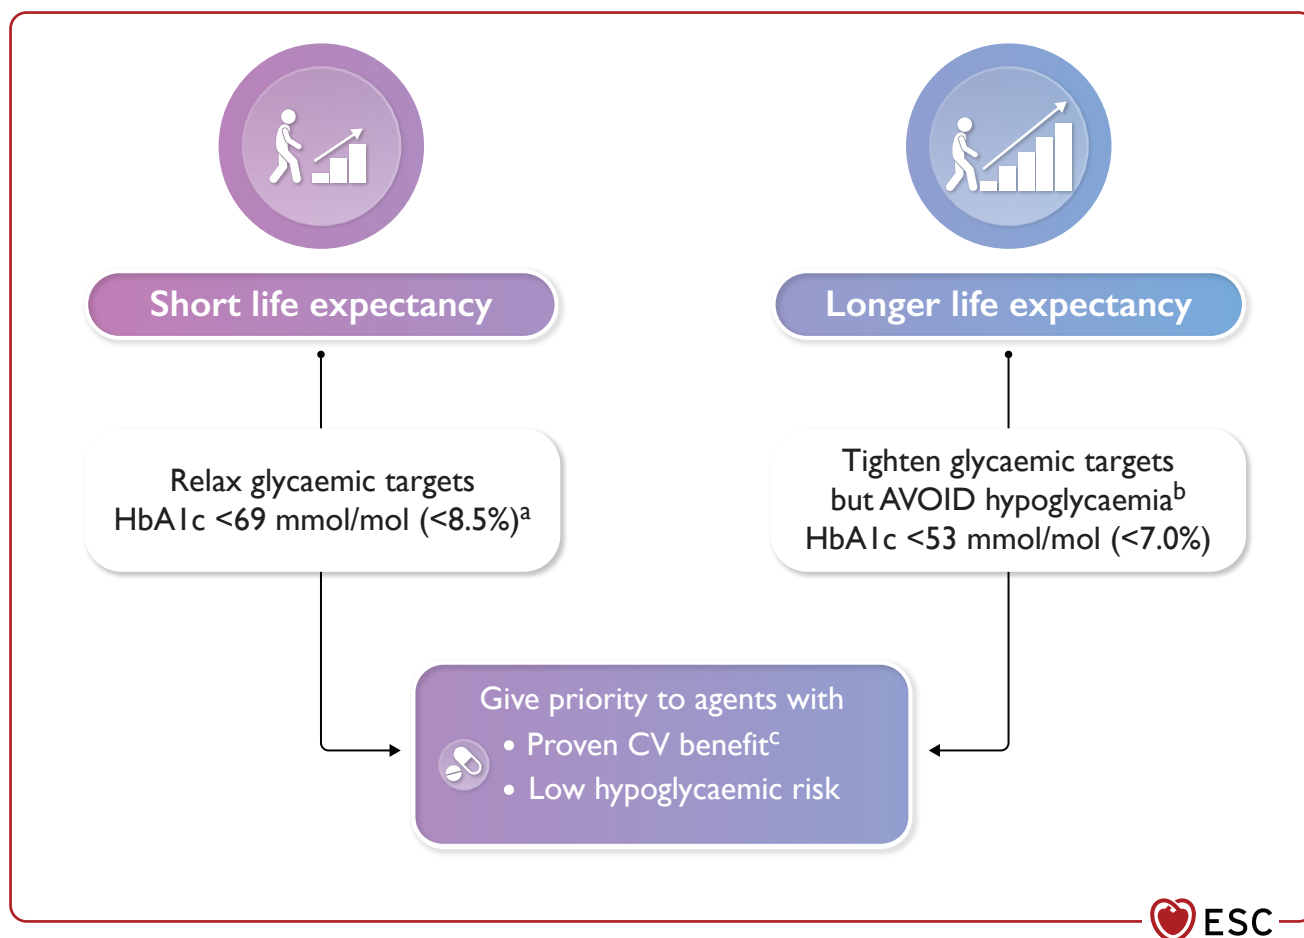 Short life expectancy
Longer life expectancy
Relax glycaemic targets
HbA1c <69 mmol/mol (<8.5%)a
Tighten glycaemic targets
but AVOID hypoglycaemiab
HbA1c <53 mmol/mol (<7.0%)
Give priority to agents with
• Proven CV benefitc
• Low hypoglycaemic risk
ESC